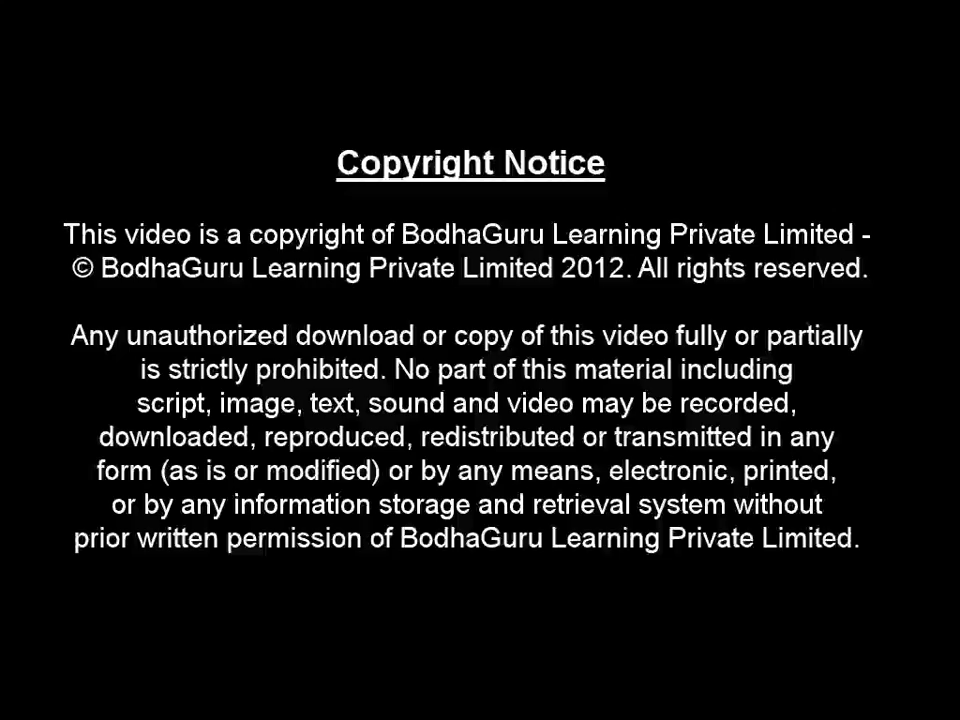 Copyright Notice
This video is a copyright of BodhaGuru Learning Private Limited -
© BodhaGuru Learning Private Limited 2012. All rights reserved.
Any unauthorized download or copy of this video fully or partially
is strictly prohibited. No part of this material including
script, image, text, sound and video may be recorded,
downloaded, reproduced, redistributed or transmitted in any
form (as is or modified) or by any means, electronic, printed,
or by any information storage and retrieval system without
prior written permission of BodhaGuru Learning Private Limited.